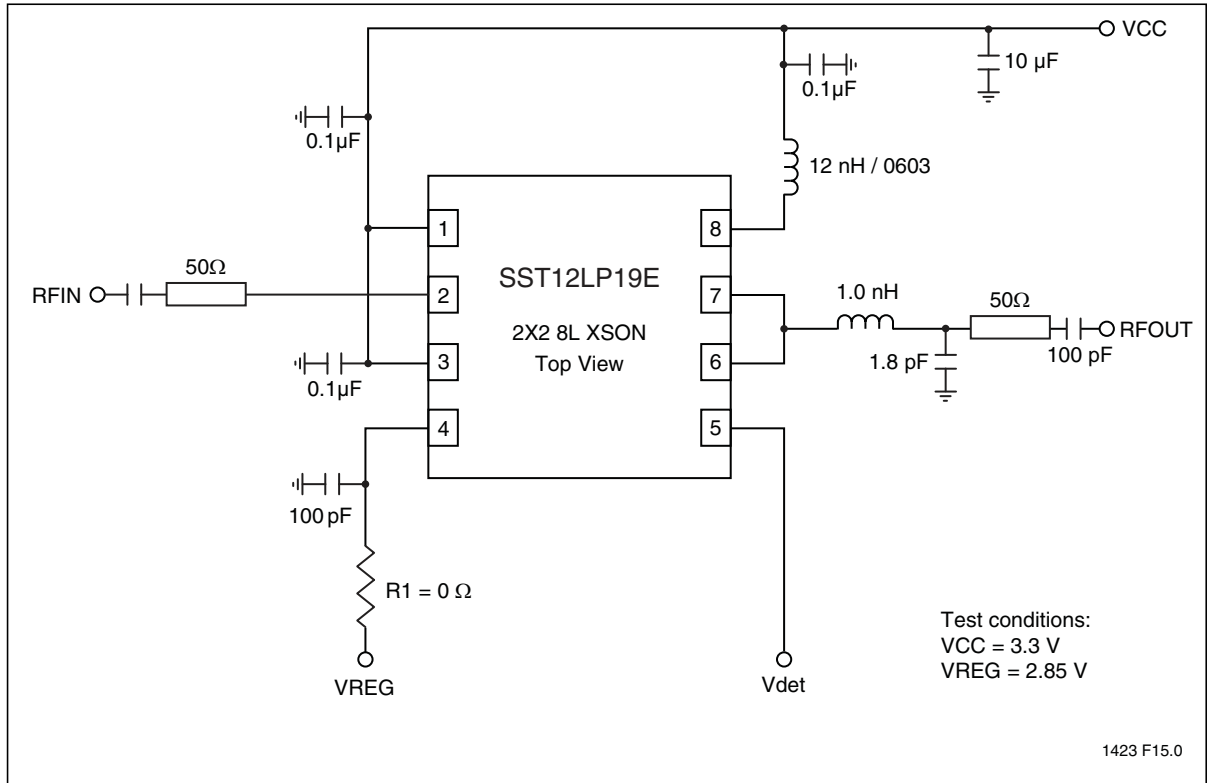 VCC
10 µF
0.1µF
0.1µF
12 nH / 0603
1
8
SST12LP19E
50Ω
RFIN
2
7
1.0 nH
50Ω
2X2 8L XSON
RFOUT
Top View
100 pF
3
6
1.8 pF
0.1µF
4
5
100 pF
R1 = 0 Ω
Test conditions:
VCC = 3.3 V
VREG = 2.85 V
VREG
Vdet
1423 F15.0